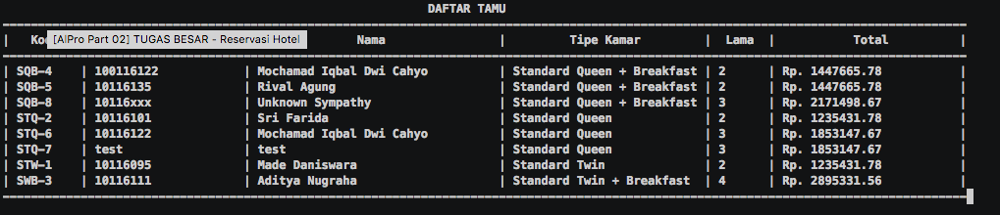 DAFTAR TAMU
| Ko [AlPro Part 02] TUGAS BESAR - Reservasi Hotel Nama | Tipe Kamar | Lama | Total |
| SQB-4 | 100116122 | Mochamad Iqbal Dwi Cahyo | Standard Queen + Breakfast | 2 | Rp. 1447665.78 |
| SQB-5 | 10116135 | Rival Agung | Standard Queen + Breakfast | 2 | Rp. 1447665.78 |
| SQB-8 | 10116xxx | Unknown Sympathy | Standard Queen + Breakfast | 3 | Rp. 2171498.67 |
| STQ-2 | 10116101 | Sri Farida | Standard Queen | 2 | Rp. 1235431.78 |
| STQ-6 | 10116122 | Mochamad Iqbal Dwi Cahyo | Standard Queen | 3 | Rp. 1853147.67 |
| STQ-7 | test | test | Standard Queen | 3 | Rp. 1853147.67 |
| STW-1 | 10116095 | Made Daniswara | Standard Twin | 2 | Rp. 1235431.78 |
| SWB-3 | 10116111 | Aditya Nugraha | Standard Twin + Breakfast | 4 | Rp. 2895331.56 |